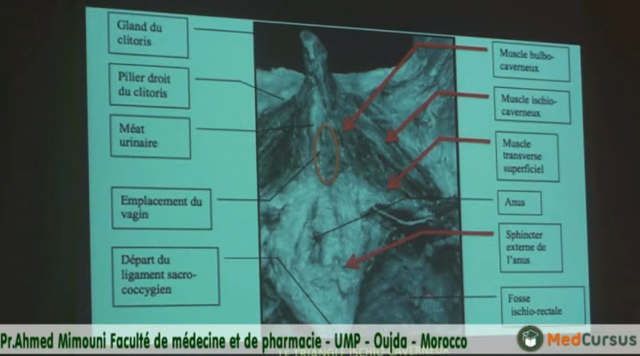 Gland du
clitoris
Pilier droit
du clitoris
Méat
urinaire
Emplacement du
vagin
Départ du
ligament sacro-
coccygien
Muscle bulbo-
caverneux
Muscle ischio-
caverneux
Muscle
transverse
superficiel
Anus
Sphincter
externe de
l'anus
Fosse
ischio-rectale
Pr.Ahmed Mimouni Faculté de médecine et de pharmacie - UMP - Oujda - Morocco
MedCursus